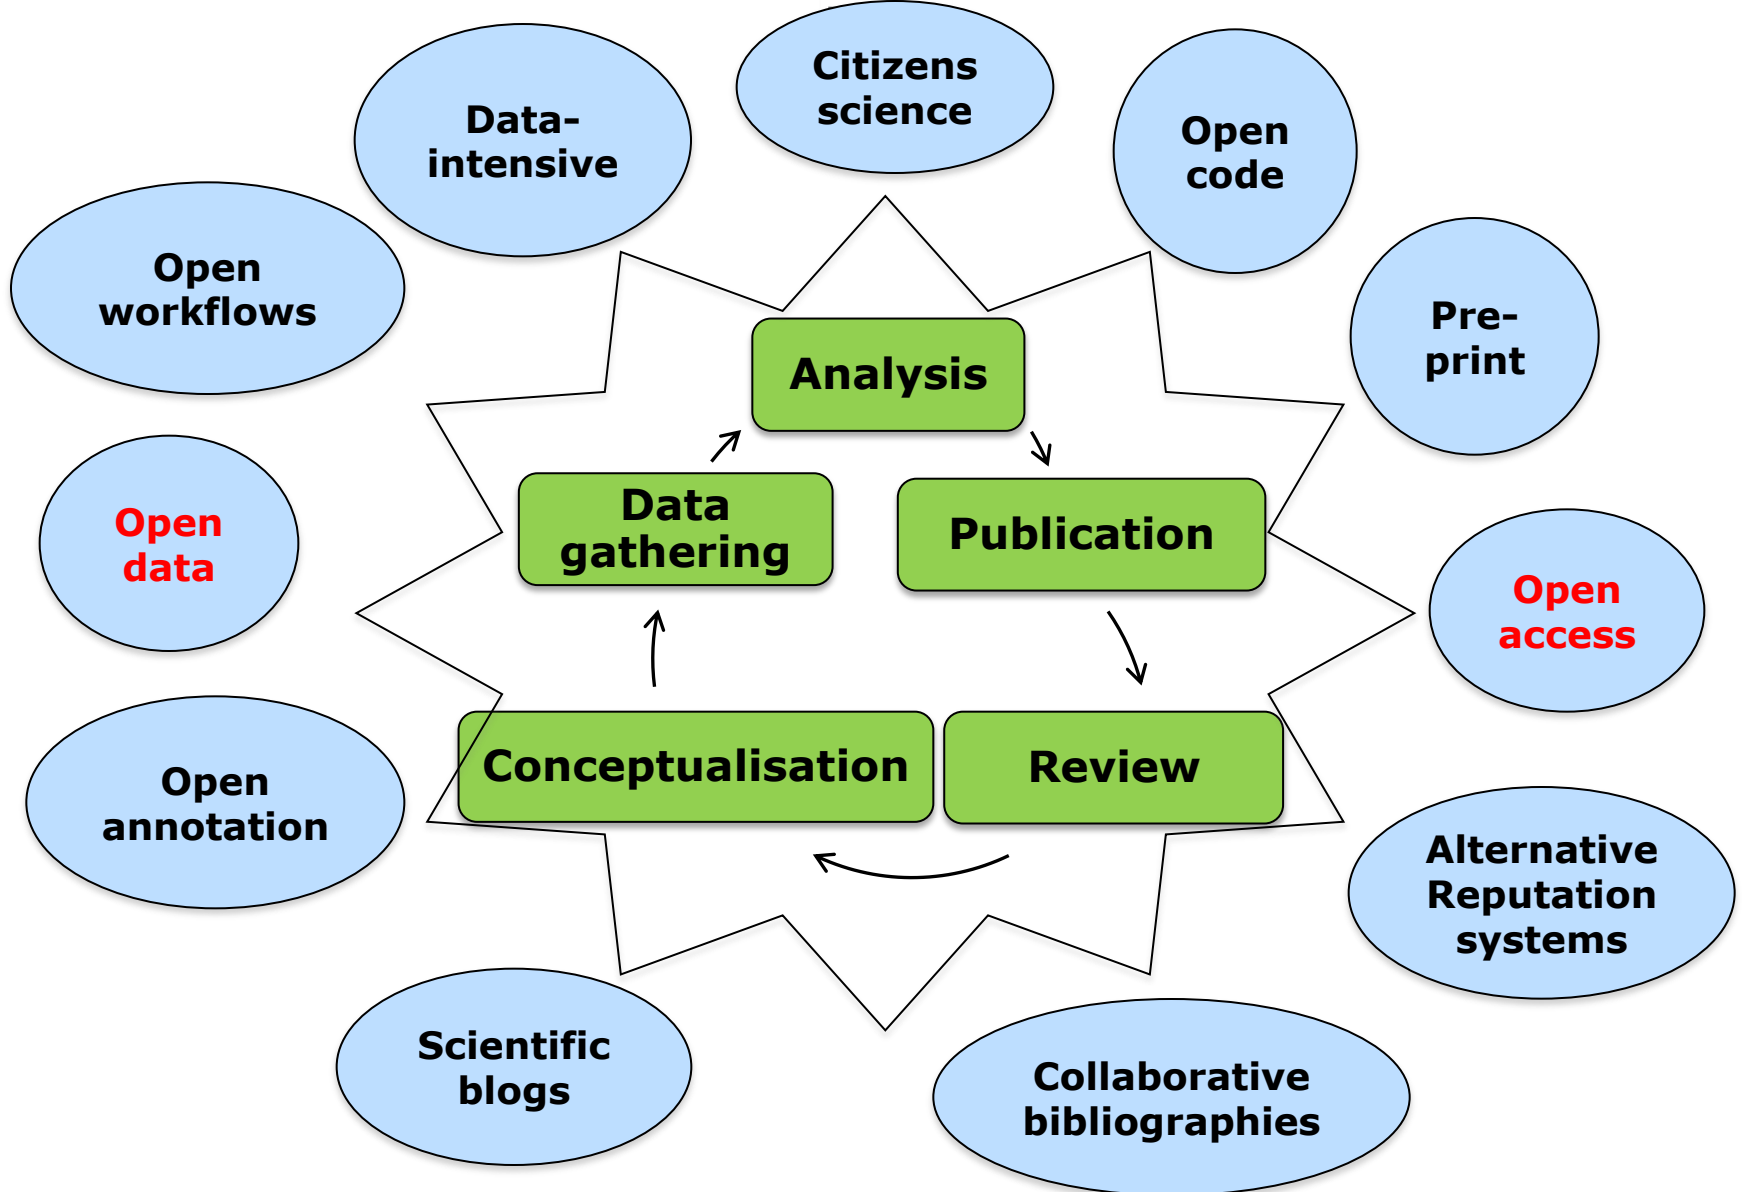 Citizens
science
Data-
intensive
Open
code
Open
workflows
Pre-
print
Analysis
Data
gathering
Publication
Open
data
Open
access
Conceptualisation
Review
Open
annotation
Alternative
Reputation
systems
Scientific
blogs
Collaborative
bibliographies